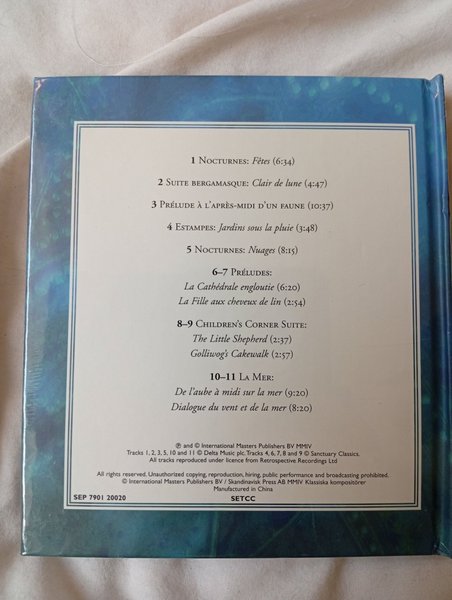 1 NOCTURNES: Fêtes (6:34)
2 SUITE BERGAMASQUE: Clair de lune (4:47)
3 PRÉLUDE À L'APRÈS-MIDI D'UN FAUNE (10:37)
4 ESTAMPES: Jardins sous la pluie (3:48)
5 NOCTURNES: Nuages (8:15)
6–7 PRÉLUDES:
La Cathédrale engloutie (6:20)
La Fille aux cheveux de lin (2:54)
8–9 CHILDREN'S CORNER SUITE:
The Little Shepherd (2:37)
Golliwog's Cakewalk (2:57)
10–11 LA MER:
De l'aube à midi sur la mer (9:20)
Dialogue du vent et de la mer (8:20)
℗ and © International Masters Publishers BV MMIV
Tracks 1, 2, 3, 5, 10 and 11 © Delta Music plc. Tracks 4, 6, 7, 8 and 9 © Sanctuary Classics.
All tracks reproduced under licence from Retrospective Recordings Ltd
All rights reserved. Unauthorized copying, reproduction, hiring, public performance and broadcasting prohibited.
© International Masters Publishers BV / Skandinavisk Press AB MMIV Klassiska kompositörer
Manufactured in China
SEP 7901 20020 SETCC